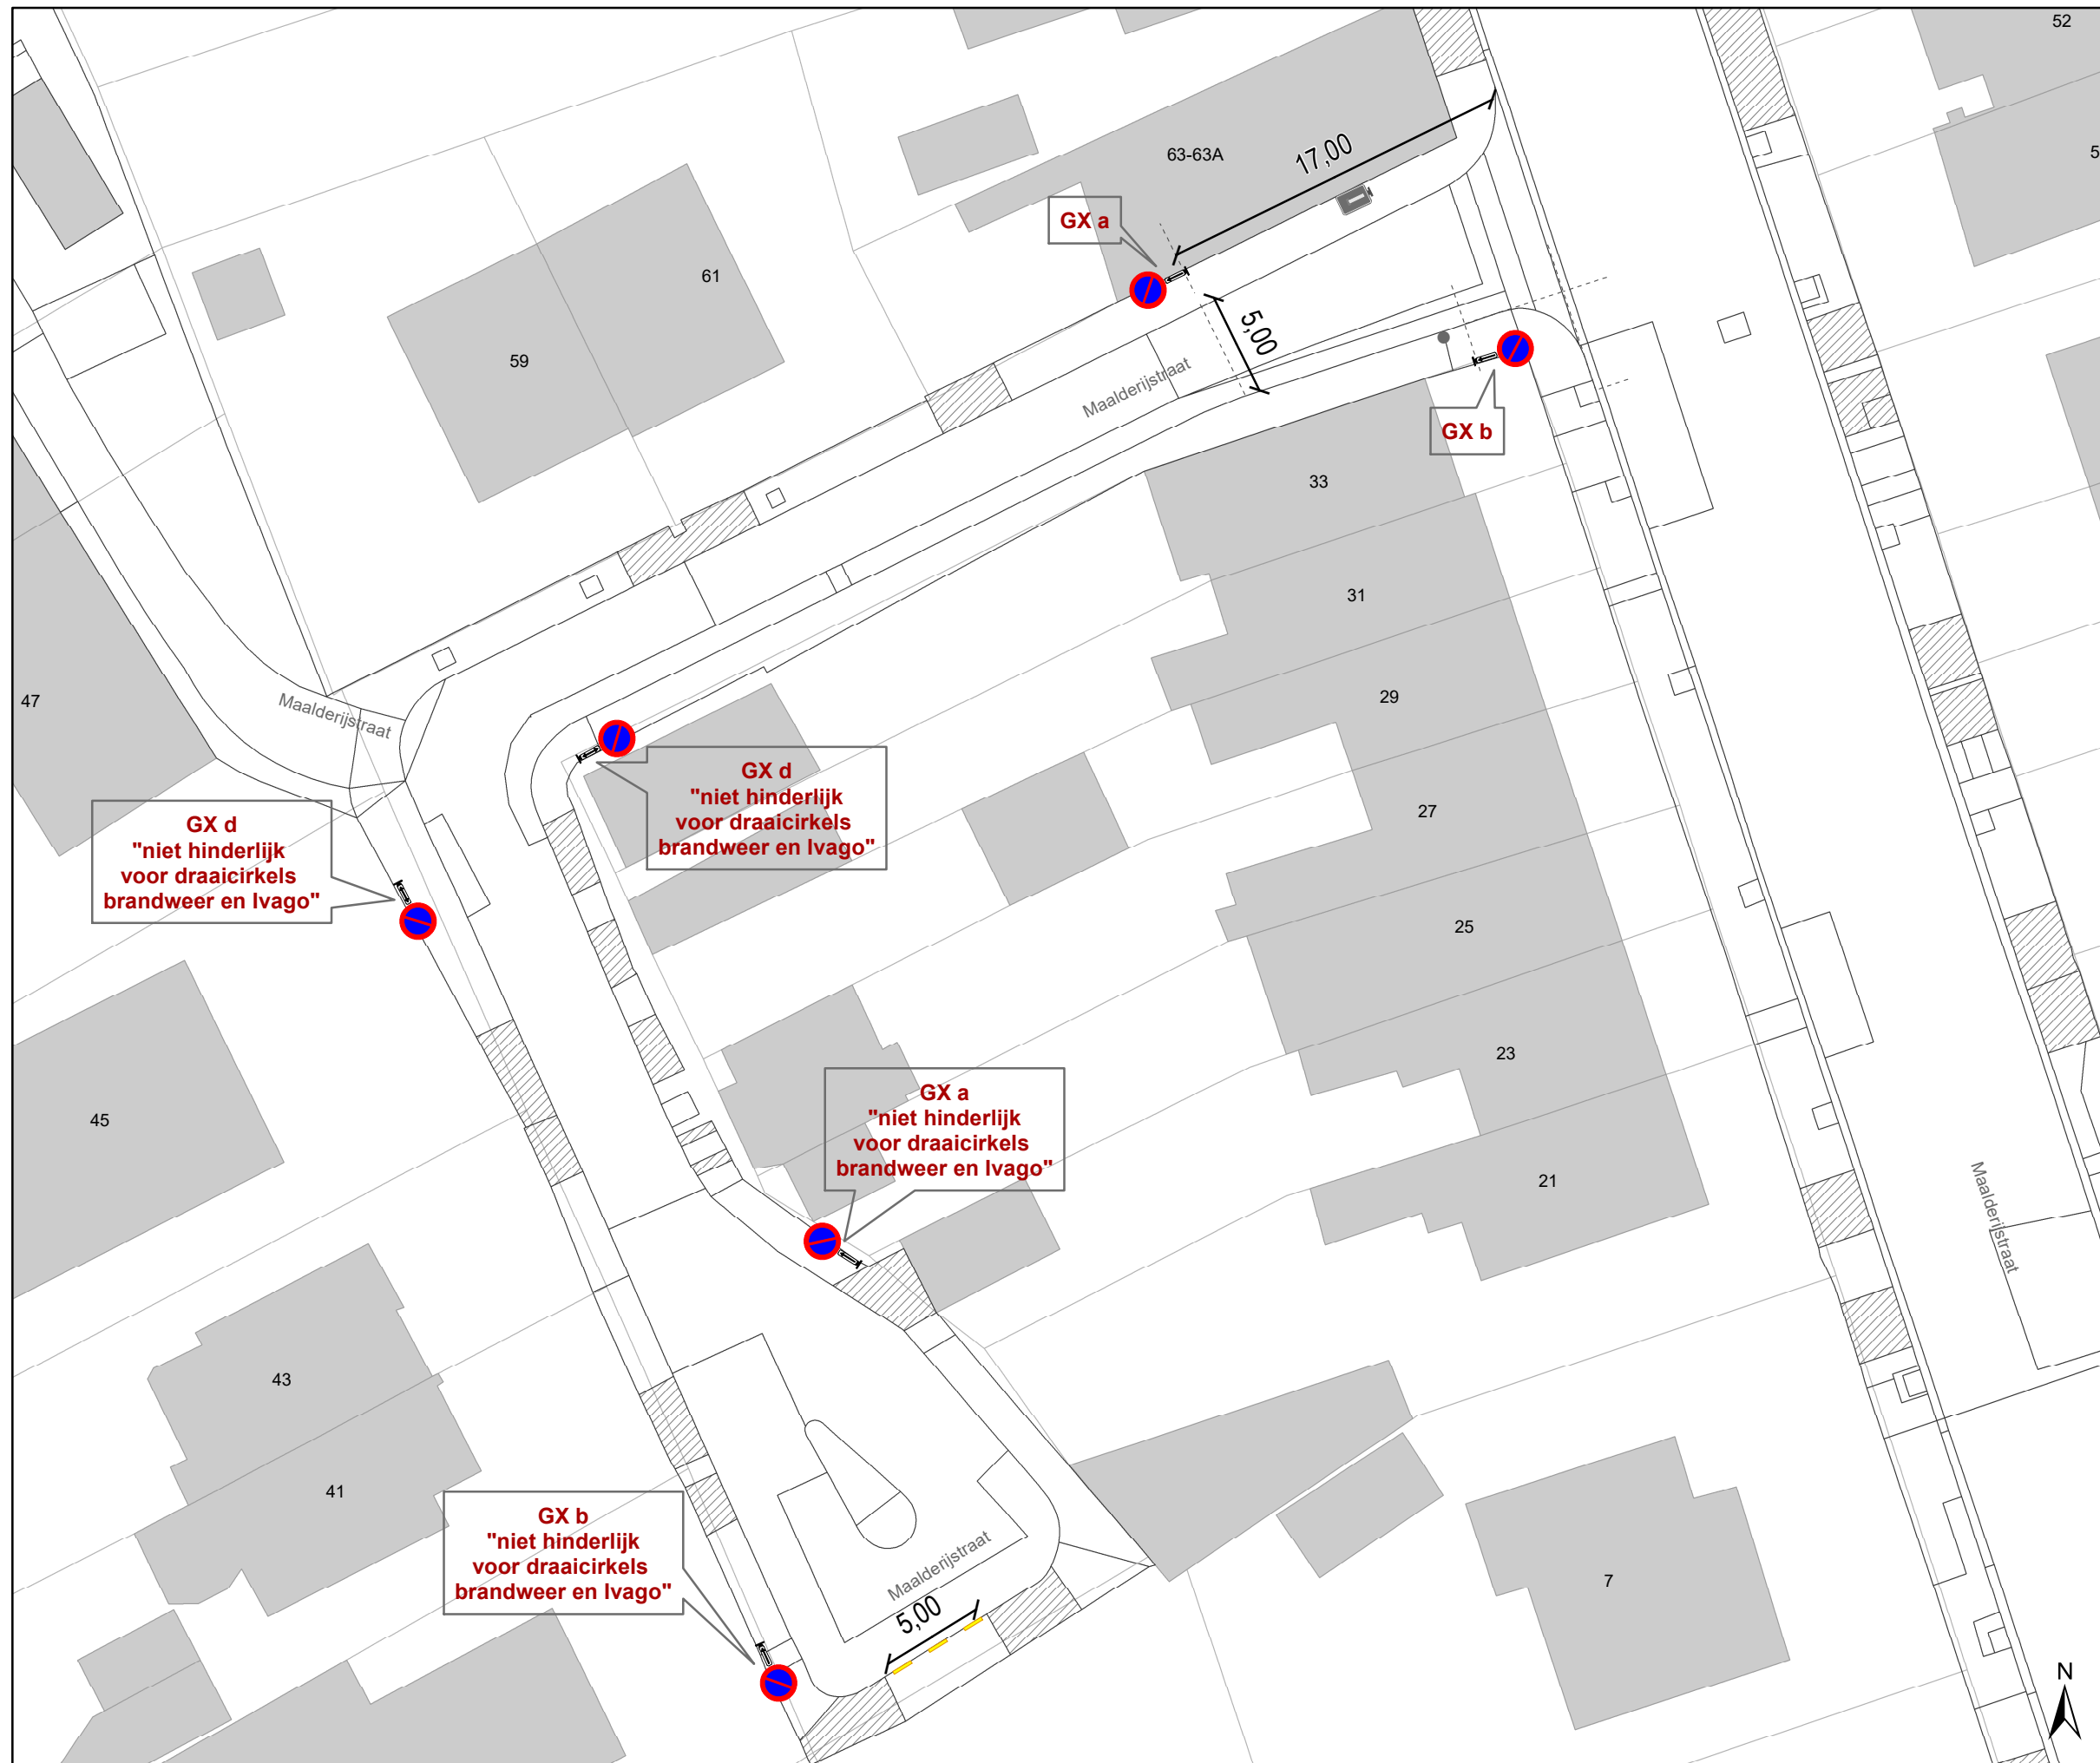 52
63-63A
17,00
5
GX a
61
5,00
59
Maalderijstraat
GX b
33
31
29
47
Maalderijstraat
GX d
"niet hinderlijk
voor draaicirkels
brandweer en Ivago"
GX d
"niet hinderlijk
voor draaicirkels
brandweer en Ivago"
27
25
23
45
GX a
"niet hinderlijk
voor draaicirkels
brandweer en Ivago"
21
Maalderijstraat
43
41
GX b
"niet hinderlijk
voor draaicirkels
brandweer en Ivago"
Maalderijstraat
5,00
7
N